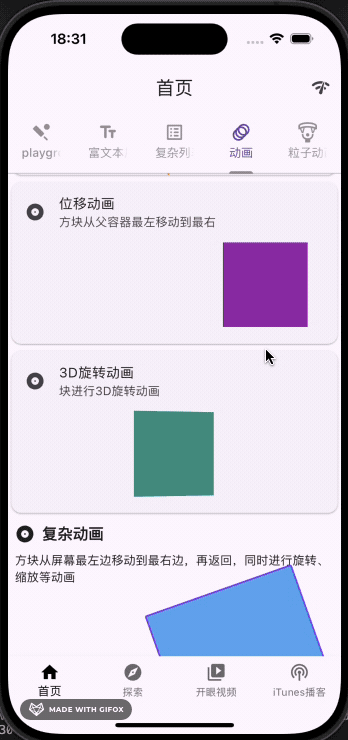 18:31
首页
playgr
富文本
复杂列
动画
粒子动
位移动画
方块从父容器最左移动到最右
3D旋转动画
块进行3D旋转动画
复杂动画
方块从屏幕最左边移动到最右边，再返回，同时进行旋转、
缩放等动画
首页
探索
开眼视频
iTunes播客
MADE WITH GIFOX
30